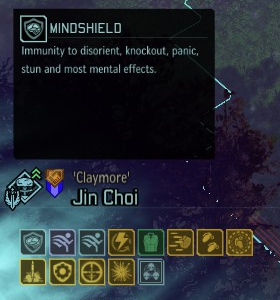 MINDSHIELD
Immunity to disorient, knockout, panic,
stun and most mental effects.
'Claymore'
Jin Choi